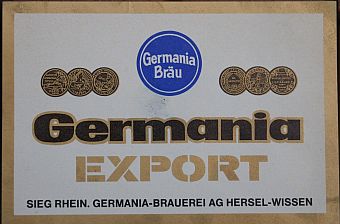 Germania
Bräu
Germania
EXPORT
SIEG RHEIN. GERMANIA-BRAUEREI AG HERSEL-WISSEN